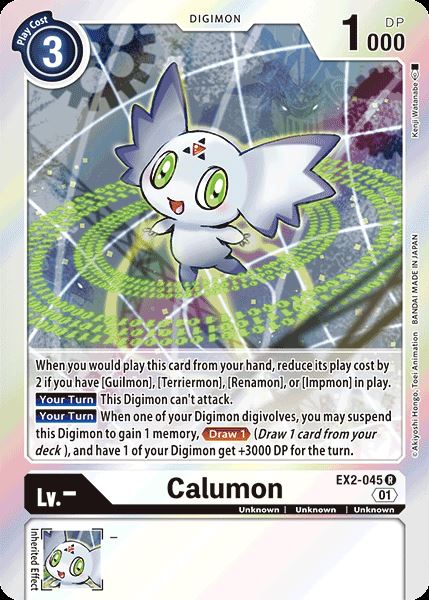 Play Cost
3
DIGIMON
DP
1000
Kenji Watanabe
When you would play this card from your hand, reduce its play cost by
2 if you have [Guilmon], [Terriermon], [Renamon], or [Impmon] in play.
Your Turn This Digimon can't attack.
Your Turn When one of your Digimon digivolves, you may suspend
this Digimon to gain 1 memory, Draw 1 (Draw 1 card from your
deck), and have 1 of your Digimon get +3000 DP for the turn.
©Akiyoshi Hongo, Toei Animation BANDAI MADE IN JAPAN
Lv.–
Calumon
EX2-045 R
01
Unknown | Unknown | Unknown
Inherited Effect
–